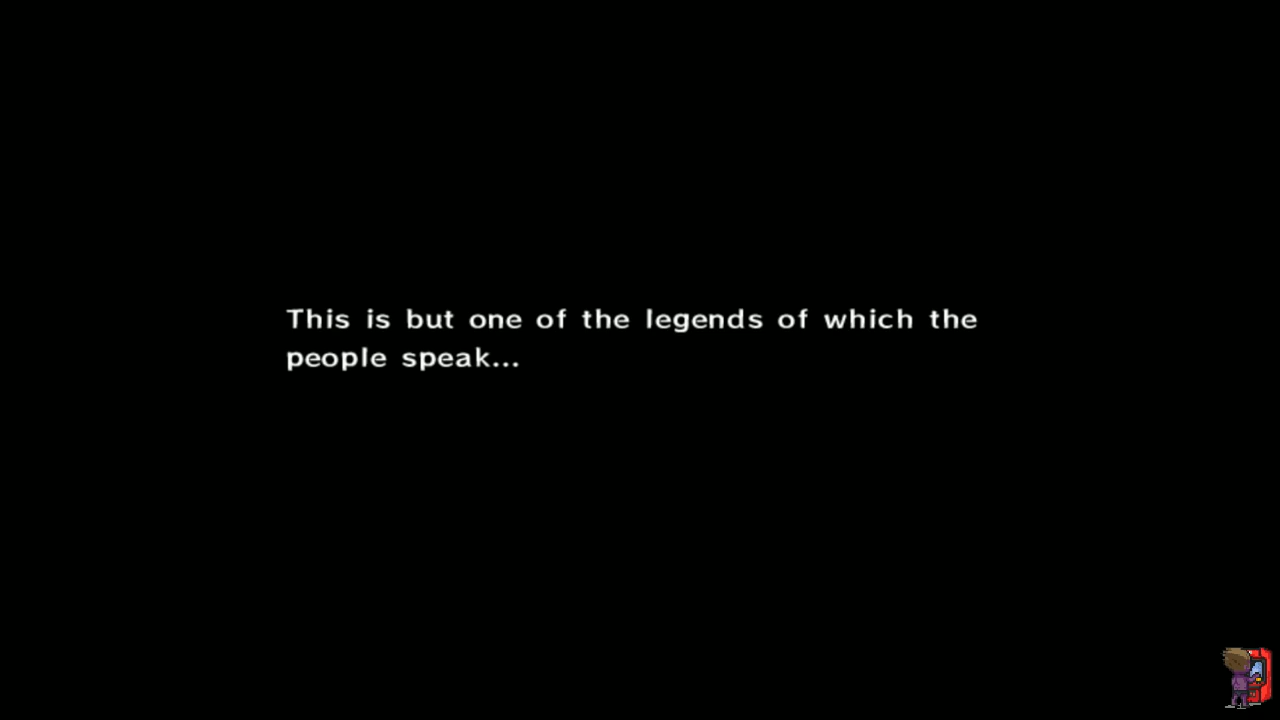 This is but one of the legends of which the
people speak...